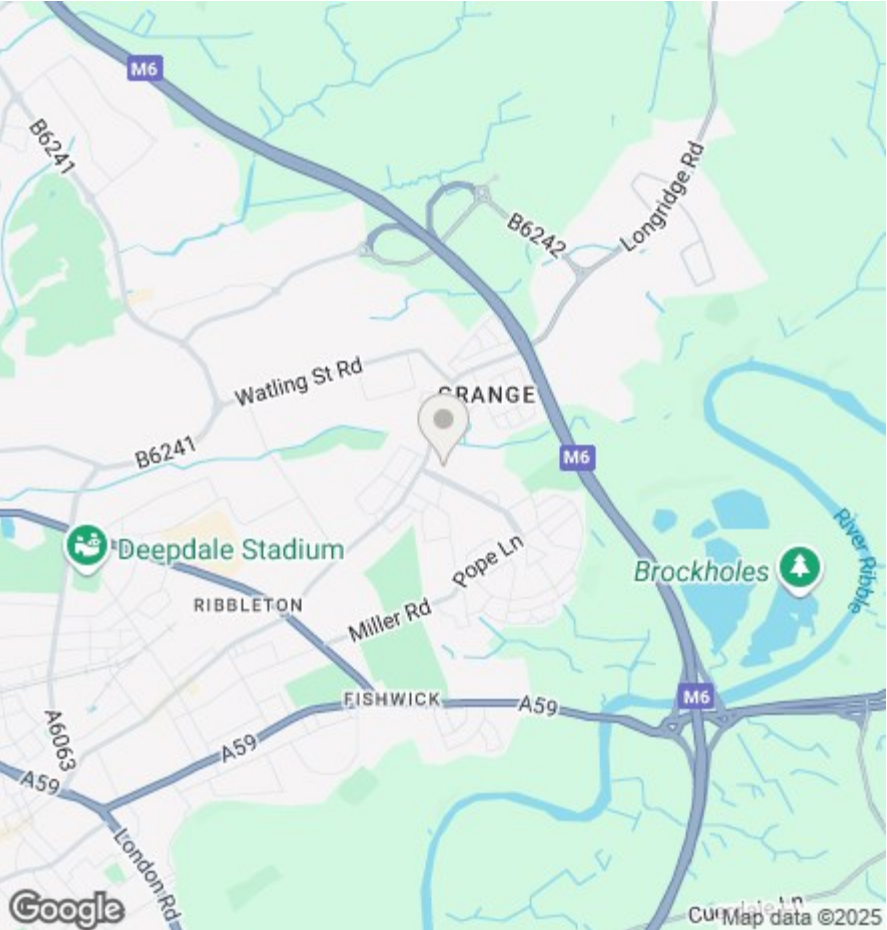 M6
B6241
Longridge Rd
B6242
Watling St Rd
GRANGE
B6241
M6
River Ribble
Deepdale Stadium
Pope Ln
Brockholes
RIBBLETON
Miller Rd
FISHWICK
M6
A59
A6063
A59
A59
London Rd
Google
Map data ©2025